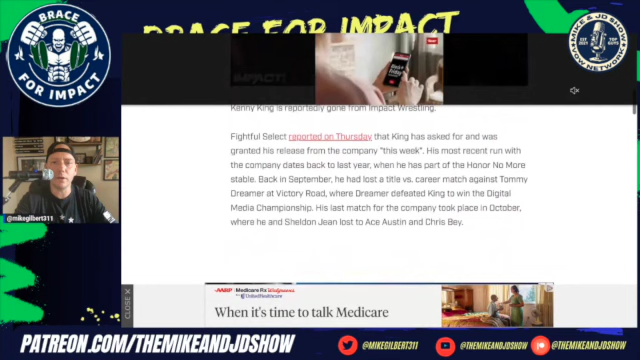 BRACE FOR IMPACT
BRACE
FOR IMPACT
MIKE & JD SHOW
EST. 2021
TOP GUYS
WOW NETWORK
Kenny King is reportedly gone from Impact Wrestling.
Fightful Select reported on Thursday that King has asked for and was
granted his release from the company "this week". His most recent run with
the company dates back to last year, when he has part of the Honor No More
stable. Back in September, he had lost a title vs. career match against Tommy
Dreamer at Victory Road, where Dreamer defeated King to win the Digital
Media Championship. His last match for the company took place in October,
where he and Sheldon Jean lost to Ace Austin and Chris Bey.
@mikegilbert311
CLOSE X
AARP Medicare Rx Walgreens
UnitedHealthcare
When it's time to talk Medicare
PATREON.COM/THEMIKEANDJDSHOW
@MIKEGILBERT311
@THEMIKEANDJDSHOW
@THEMIKEANDJDSHOW